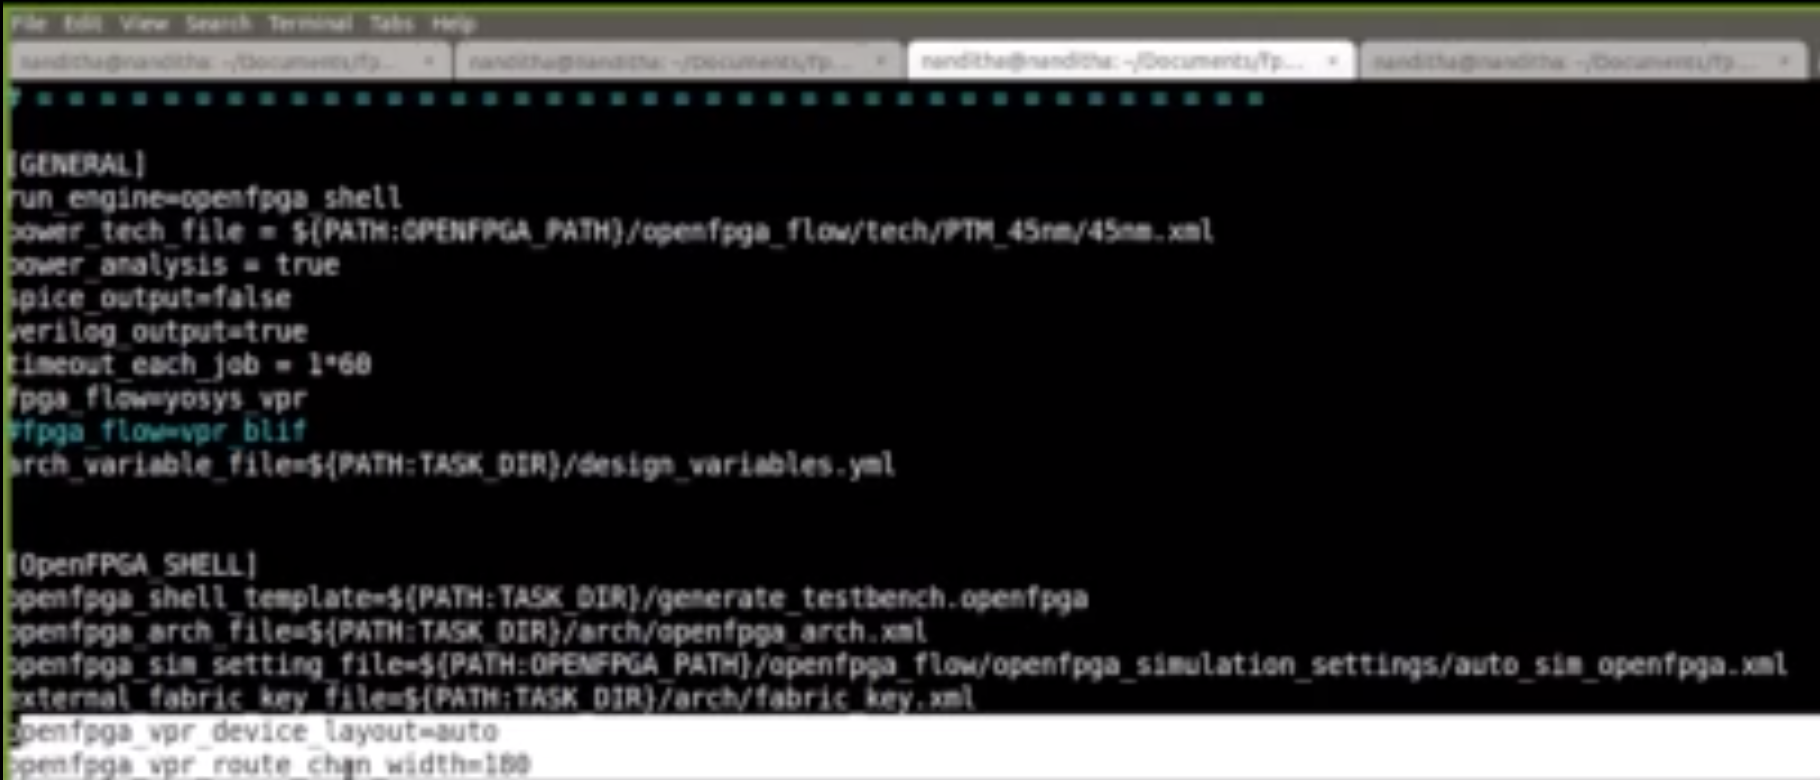 File Edit View Search Terminal Tabs Help
nanditha@nanditha: ~/Documents/fp... × nanditha@nanditha: ~/Documents/fp... × nanditha@nanditha: ~/Documents/fp... × nanditha@nanditha: ~/Documents/fp... ×
# = = = = = = = = = = = = = = = = = = = = = = = = = = = = = = = = = = = = = = =
[GENERAL]
run_engine=openfpga_shell
power_tech_file = ${PATH:OPENFPGA_PATH}/openfpga_flow/tech/PTM_45nm/45nm.xml
power_analysis = true
spice_output=false
verilog_output=true
timeout_each_job = 1*60
fpga_flow=yosys_vpr
#fpga_flow=vpr_blif
arch_variable_file=${PATH:TASK_DIR}/design_variables.yml
[OpenFPGA_SHELL]
openfpga_shell_template=${PATH:TASK_DIR}/generate_testbench.openfpga
openfpga_arch_file=${PATH:TASK_DIR}/arch/openfpga_arch.xml
openfpga_sim_setting_file=${PATH:OPENFPGA_PATH}/openfpga_flow/openfpga_simulation_settings/auto_sim_openfpga.xml
external_fabric_key_file=${PATH:TASK_DIR}/arch/fabric_key.xml
openfpga_vpr_device_layout=auto
openfpga_vpr_route_chan_width=180